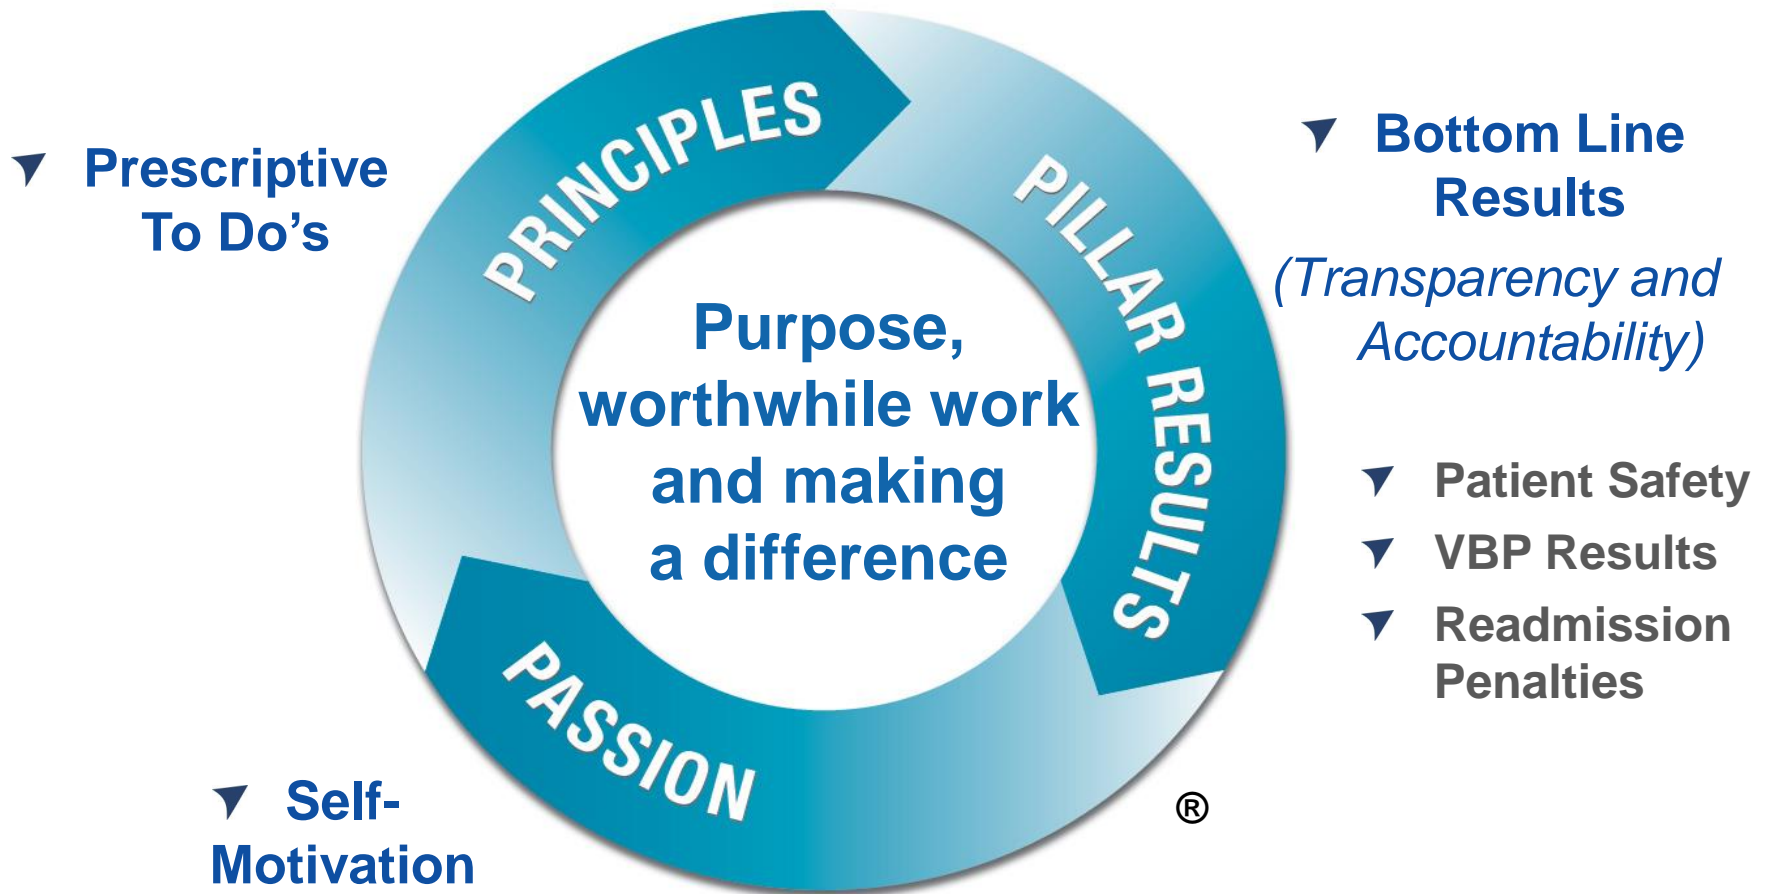 Prescriptive
To Do’s
PRINCIPLES
PILLAR RESULTS
PASSION
Purpose,
worthwhile work
and making
a difference
Bottom Line
Results
(Transparency and
Accountability)
Patient Safety
VBP Results
Readmission
Penalties
Self-
Motivation
®